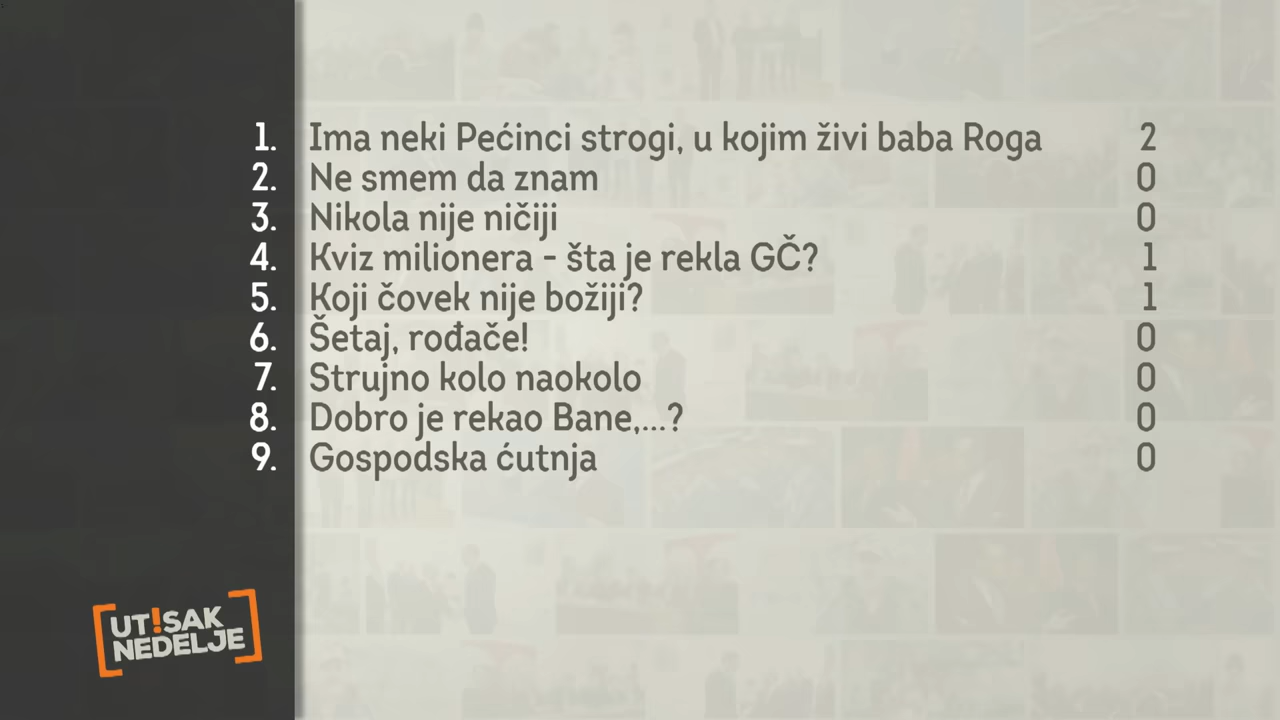 1. Ima neki Pećinci strogi, u kojim živi baba Roga 2
2. Ne smem da znam 0
3. Nikola nije ničiji 0
4. Kviz milionera - šta je rekla GČ? 1
5. Koji čovek nije božiji? 1
6. Šetaj, rođače! 0
7. Strujno kolo naokolo 0
8. Dobro je rekao Bane,...? 0
9. Gospodska ćutnja 0
UT!SAK
NEDELJE